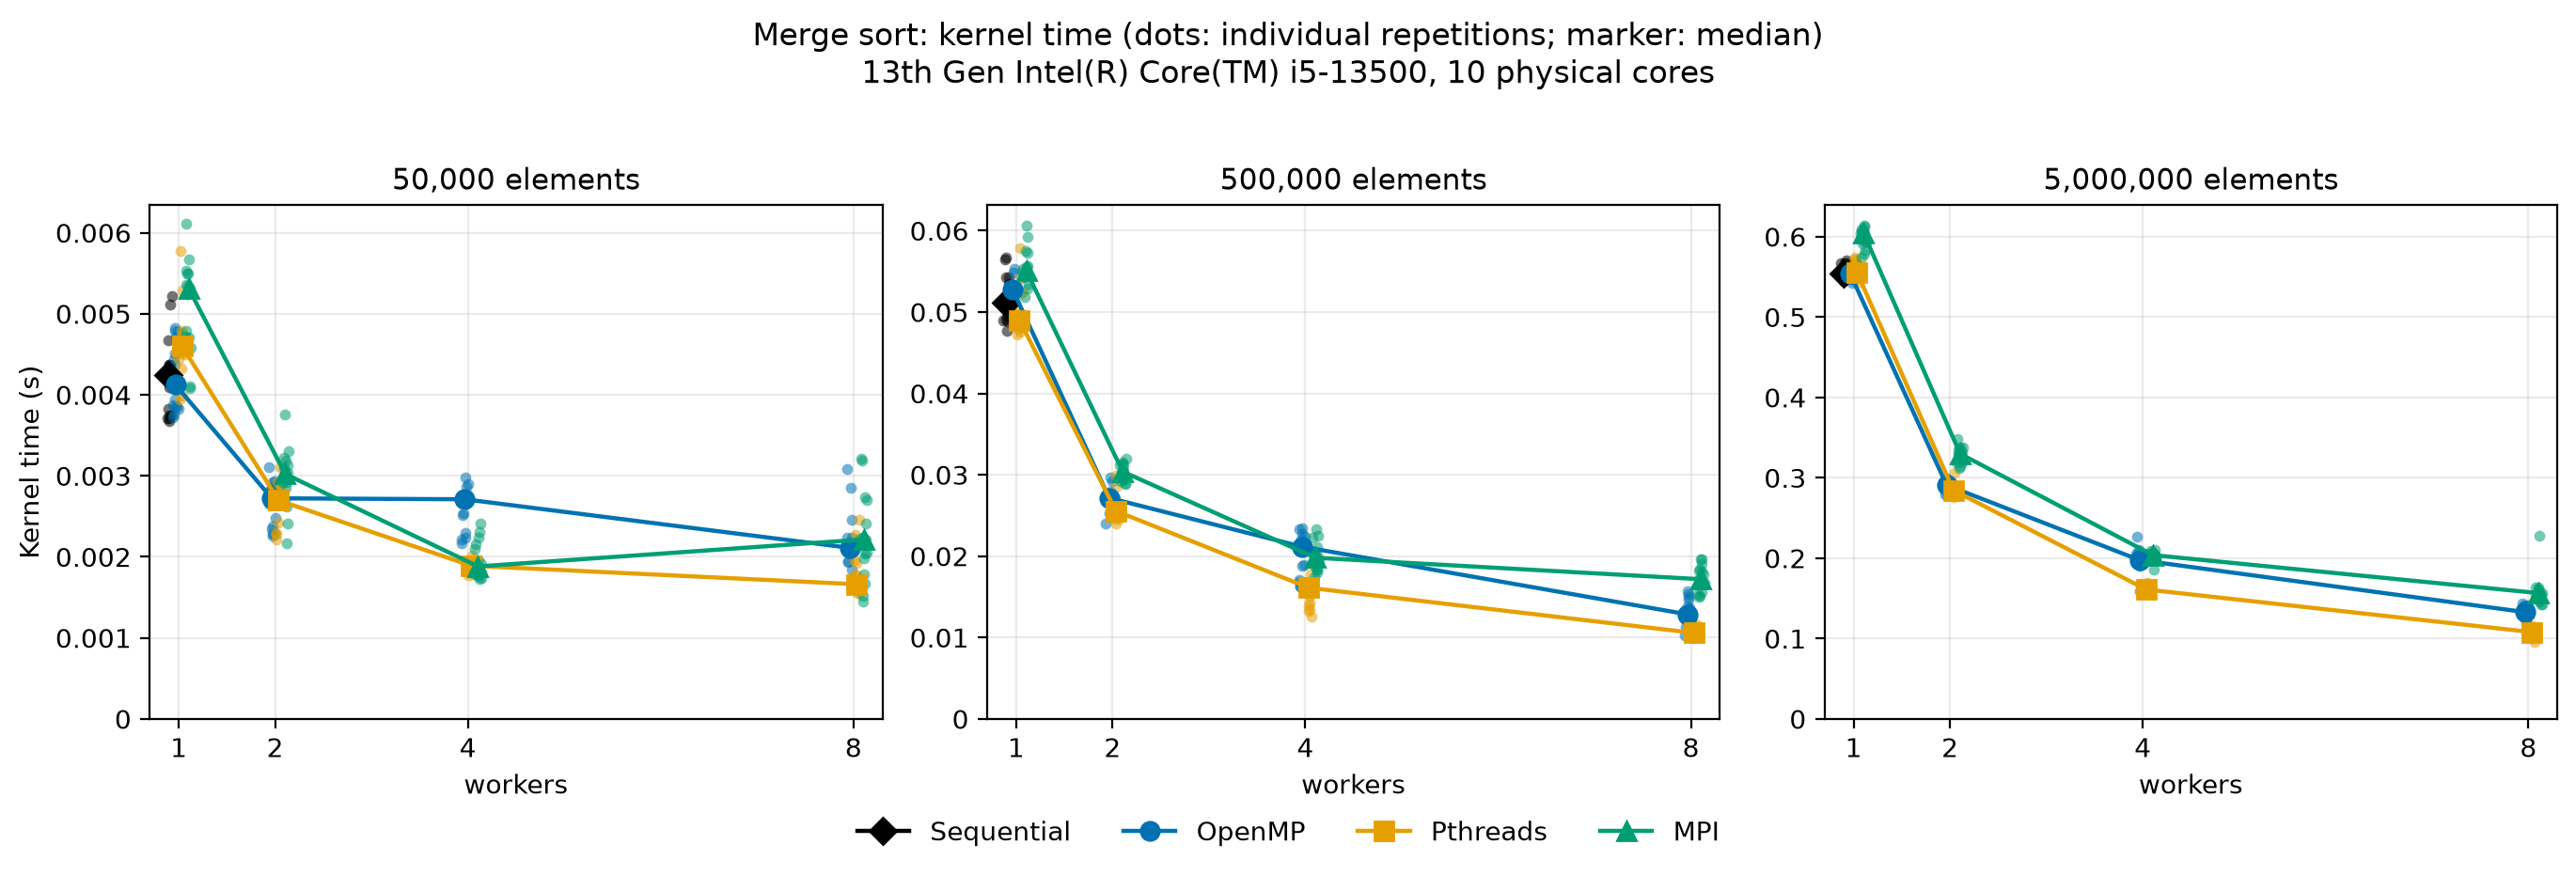 Merge sort: kernel time (dots: individual repetitions; marker: median)
13th Gen Intel(R) Core(TM) i5-13500, 10 physical cores
50,000 elements
500,000 elements
5,000,000 elements
Kernel time (s)
0.006
0.005
0.004
0.003
0.002
0.001
0
1 2 4 8
workers
0.06
0.05
0.04
0.03
0.02
0.01
0
1 2 4 8
workers
0.6
0.5
0.4
0.3
0.2
0.1
0
1 2 4 8
workers
Sequential OpenMP Pthreads MPI